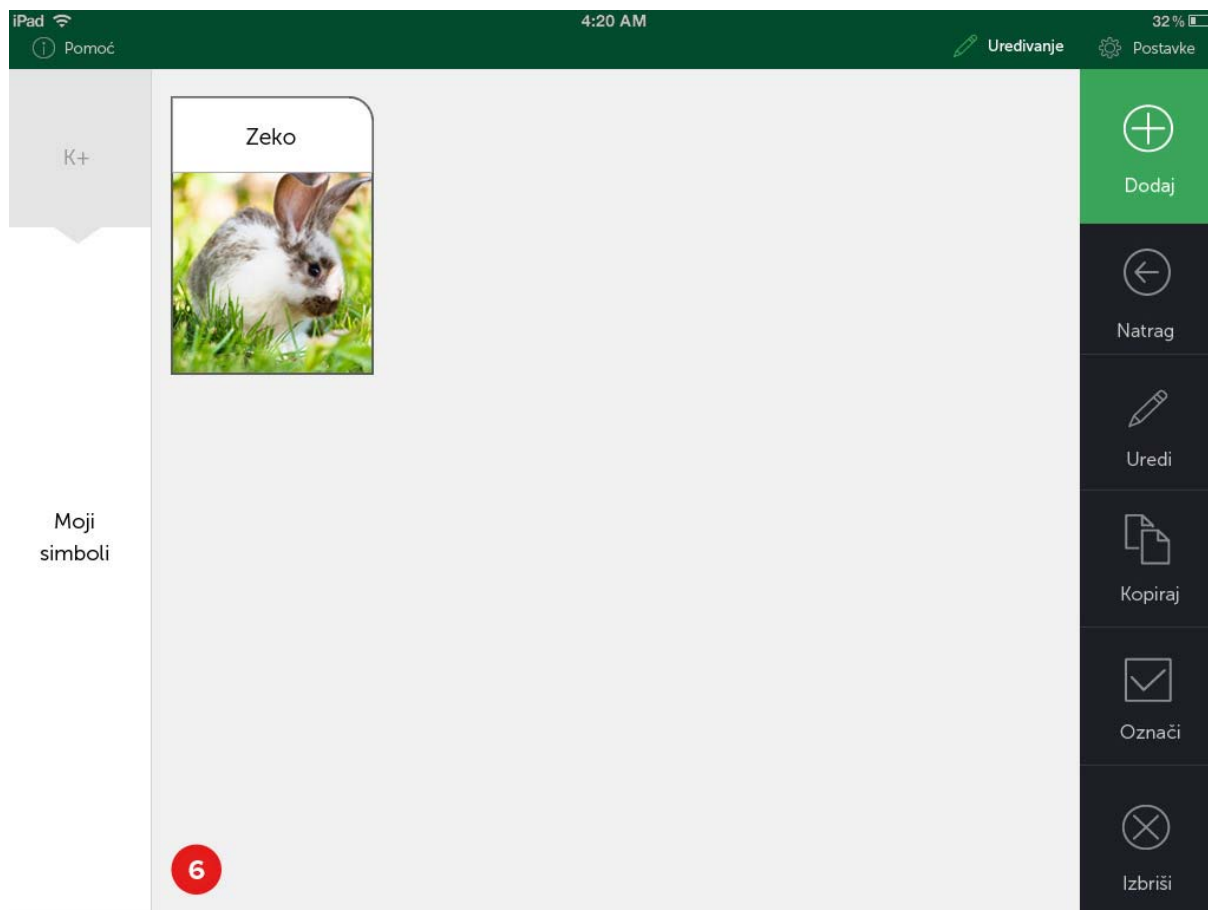 iPad 4:20 AM 32 %
Pomoć Uredivanje Postavke
K+
Zeko
Dodaj
Natrag
Uredi
Moji
simboli
Kopiraj
Označi
6
Izbriši